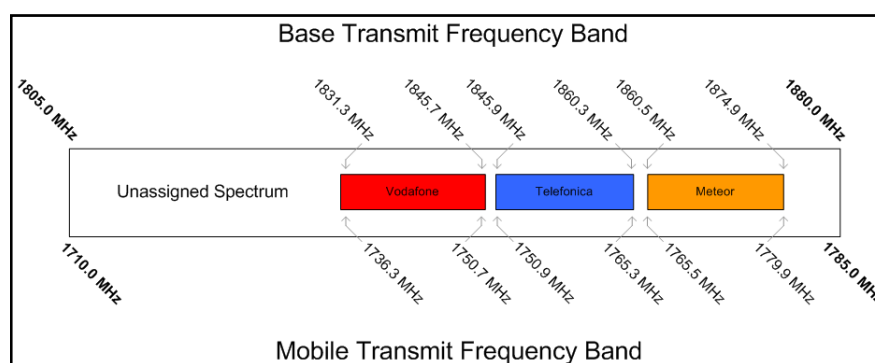 Base Transmit Frequency Band
1805.0 MHz
1831.3 MHz
1845.7 MHz
1845.9 MHz
1860.3 MHz
1860.5 MHz
1874.9 MHz
1880.0 MHz
Unassigned Spectrum
Vodafone
Telefonica
Meteor
1710.0 MHz
1736.3 MHz
1750.7 MHz
1750.9 MHz
1765.3 MHz
1765.5 MHz
1779.9 MHz
1785.0 MHz
Mobile Transmit Frequency Band